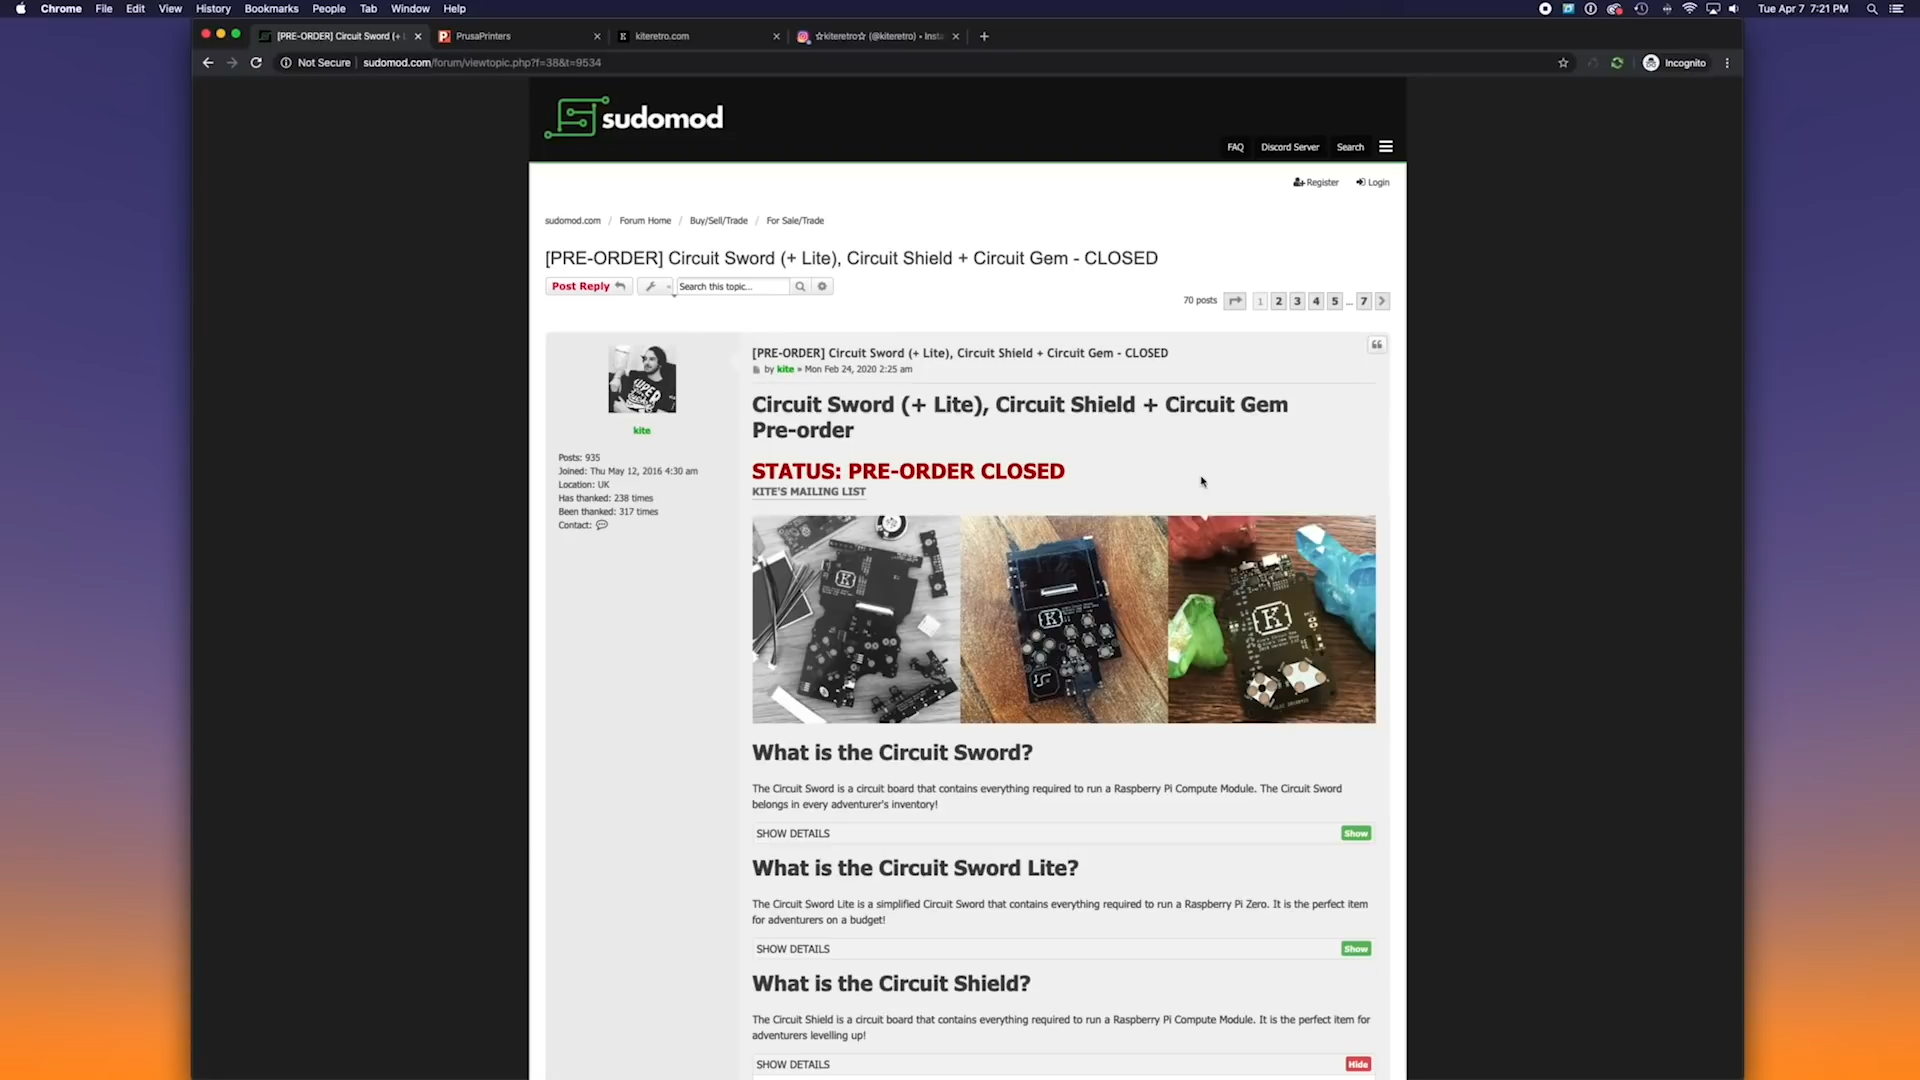 Chrome File Edit View History Bookmarks People Tab Window Help Tue Apr 7 7:21 PM
[PRE-ORDER] Circuit Sword (+ L PrusaPrinters kiteretro.com ☆kiteretro☆ (@kiteretro) • Insta
Not Secure sudomod.com/forum/viewtopic.php?f=38&t=9534 Incognito
sudomod
FAQ Discord Server Search
Register Login
sudomod.com / Forum Home / Buy/Sell/Trade / For Sale/Trade
[PRE-ORDER] Circuit Sword (+ Lite), Circuit Shield + Circuit Gem - CLOSED
Post Reply Search this topic...
70 posts 1 2 3 4 5 ... 7
[PRE-ORDER] Circuit Sword (+ Lite), Circuit Shield + Circuit Gem - CLOSED
by kite » Mon Feb 24, 2020 2:25 am
kite
Posts: 935
Joined: Thu May 12, 2016 4:30 am
Location: UK
Has thanked: 238 times
Been thanked: 317 times
Contact:
Circuit Sword (+ Lite), Circuit Shield + Circuit Gem
Pre-order
STATUS: PRE-ORDER CLOSED
KITE'S MAILING LIST
K
K
K
What is the Circuit Sword?
The Circuit Sword is a circuit board that contains everything required to run a Raspberry Pi Compute Module. The Circuit Sword
belongs in every adventurer's inventory!
SHOW DETAILS Show
What is the Circuit Sword Lite?
The Circuit Sword Lite is a simplified Circuit Sword that contains everything required to run a Raspberry Pi Zero. It is the perfect item
for adventurers on a budget!
SHOW DETAILS Show
What is the Circuit Shield?
The Circuit Shield is a circuit board that contains everything required to run a Raspberry Pi Compute Module. It is the perfect item for
adventurers levelling up!
SHOW DETAILS Hide